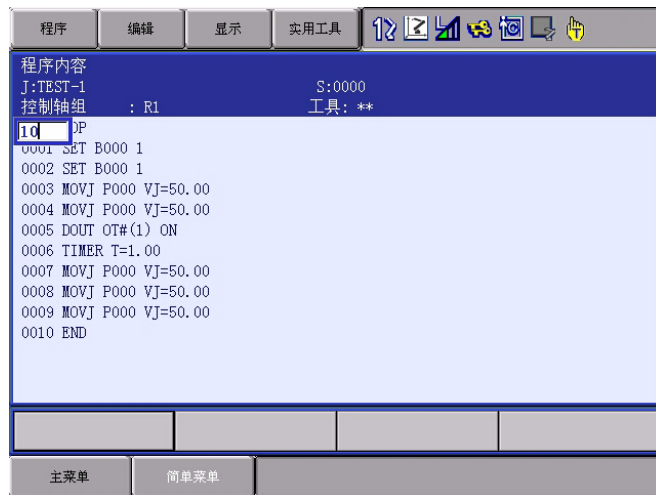 程序 编辑 显示 实用工具
程序内容
J:TEST-1 S:0000
控制轴组 : R1 工具: **
10 OP
0001 SET B000 1
0002 SET B000 1
0003 MOVJ P000 VJ=50.00
0004 MOVJ P000 VJ=50.00
0005 DOUT OT#(1) ON
0006 TIMER T=1.00
0007 MOVJ P000 VJ=50.00
0008 MOVJ P000 VJ=50.00
0009 MOVJ P000 VJ=50.00
0010 END
主菜单 简单菜单